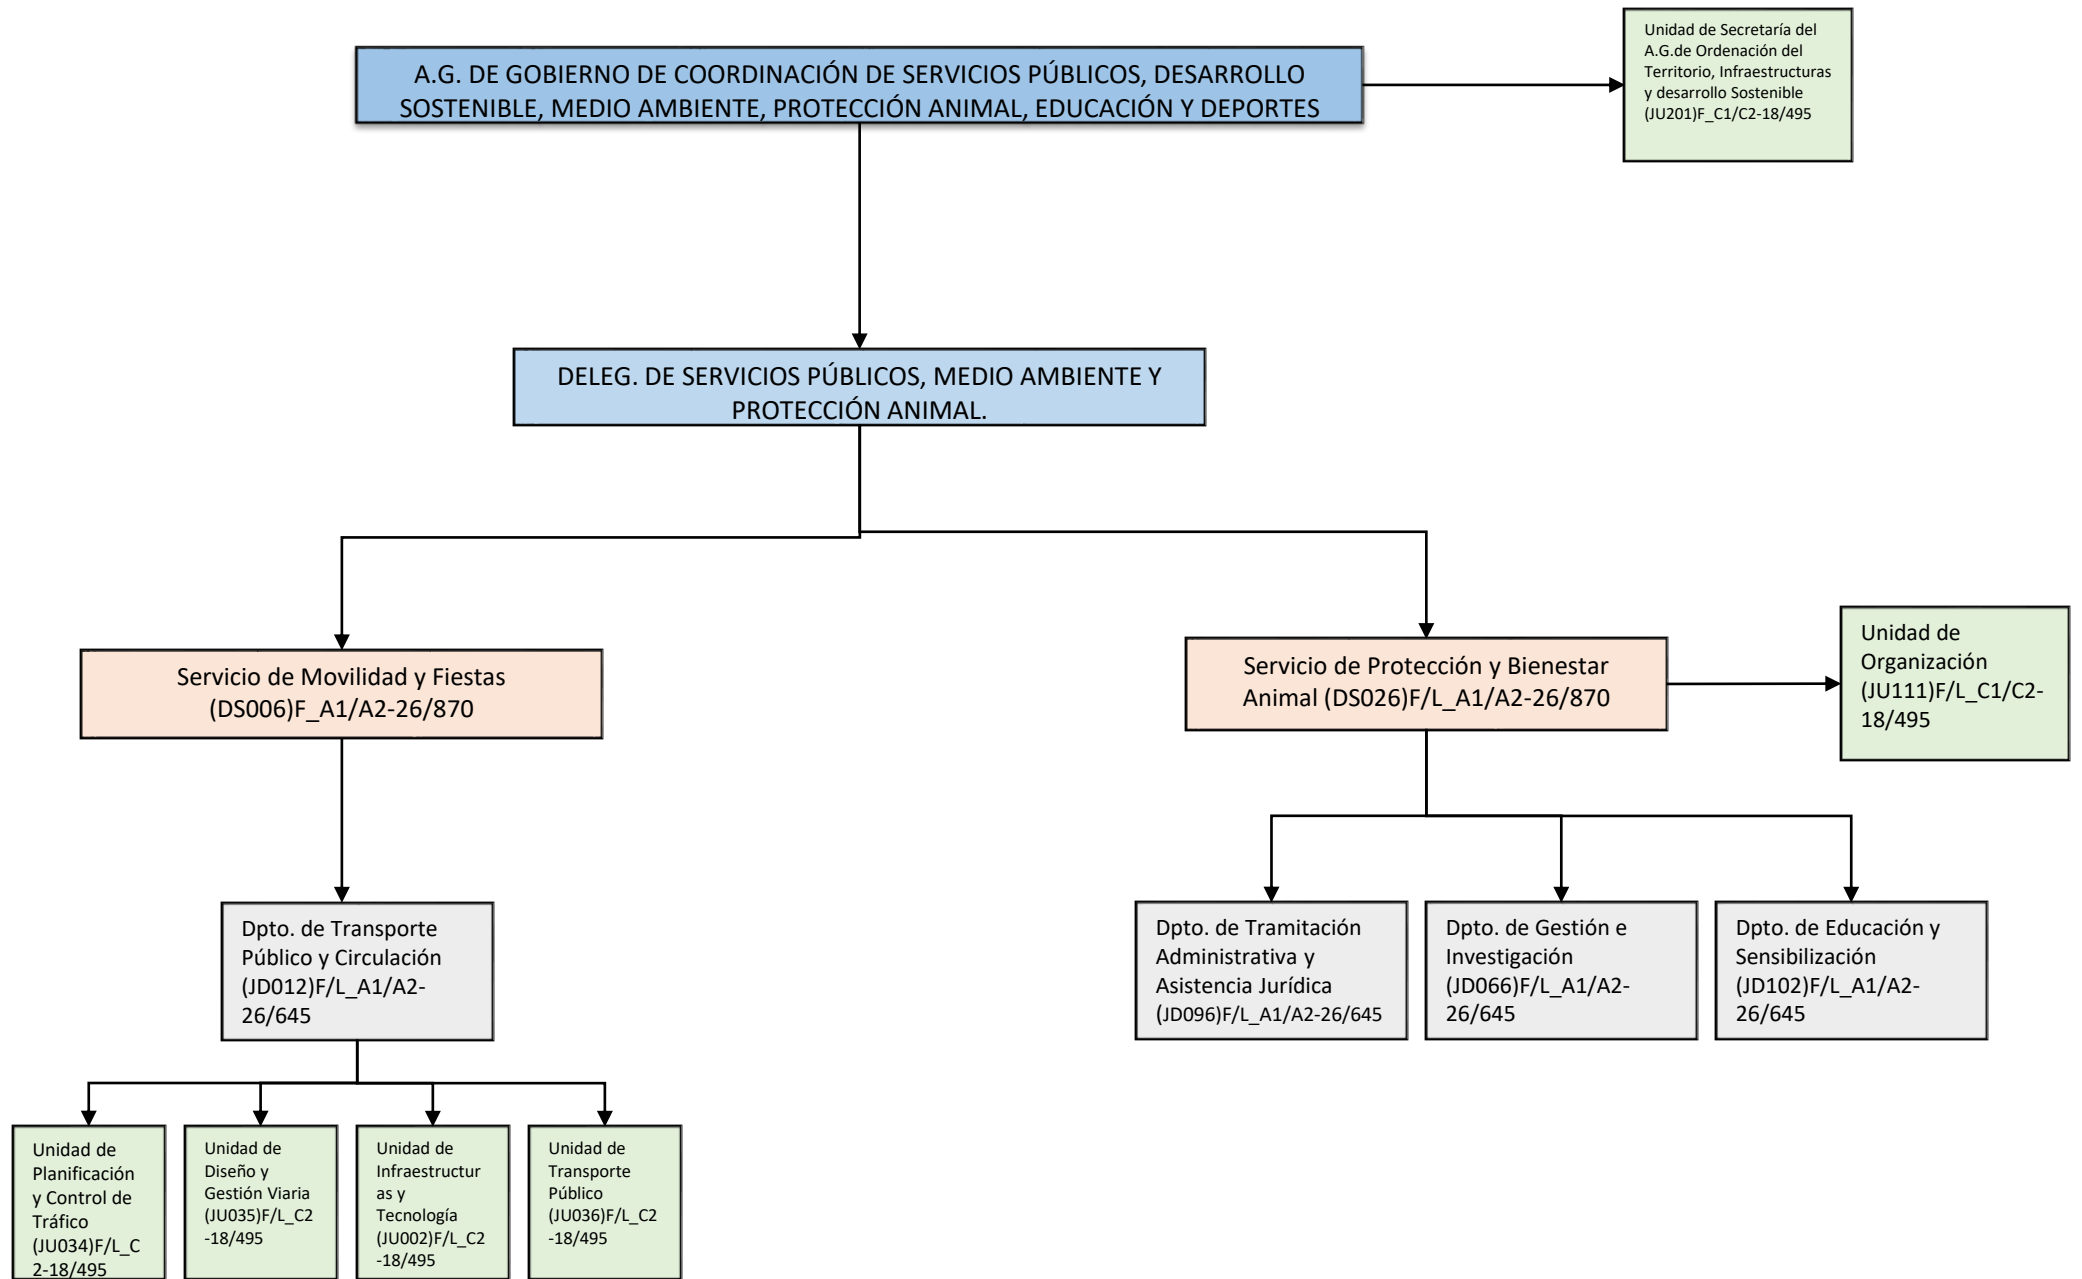 A.G. DE GOBIERNO DE COORDINACIÓN DE SERVICIOS PÚBLICOS, DESARROLLO
SOSTENIBLE, MEDIO AMBIENTE, PROTECCIÓN ANIMAL, EDUCACIÓN Y DEPORTES
Unidad de Secretaría del
A.G.de Ordenación del
Territorio, Infraestructuras
y desarrollo Sostenible
(JU201)F_C1/C2-18/495
DELEG. DE SERVICIOS PÚBLICOS, MEDIO AMBIENTE Y
PROTECCIÓN ANIMAL.
Servicio de Movilidad y Fiestas
(DS006)F_A1/A2-26/870
Servicio de Protección y Bienestar
Animal (DS026)F/L_A1/A2-26/870
Unidad de
Organización
(JU111)F/L_C1/C2-
18/495
Dpto. de Transporte
Público y Circulación
(JD012)F/L_A1/A2-
26/645
Dpto. de Tramitación
Administrativa y
Asistencia Jurídica
(JD096)F/L_A1/A2-26/645
Dpto. de Gestión e
Investigación
(JD066)F/L_A1/A2-
26/645
Dpto. de Educación y
Sensibilización
(JD102)F/L_A1/A2-
26/645
Unidad de
Planificación
y Control de
Tráfico
(JU034)F/L_C
2-18/495
Unidad de
Diseño y
Gestión Viaria
(JU035)F/L_C2
-18/495
Unidad de
Infraestructur
as y
Tecnología
(JU002)F/L_C2
-18/495
Unidad de
Transporte
Público
(JU036)F/L_C2
-18/495